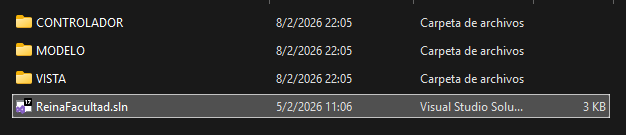 CONTROLADOR 8/2/2026 22:05 Carpeta de archivos
MODELO 8/2/2026 22:05 Carpeta de archivos
VISTA 8/2/2026 22:05 Carpeta de archivos
ReinaFacultad.sln 5/2/2026 11:06 Visual Studio Solu... 3 KB